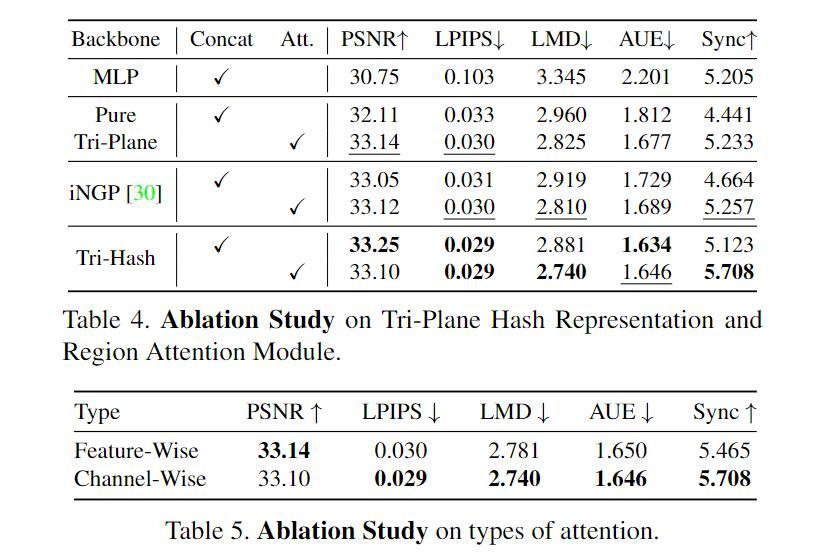 Backbone Concat Att. PSNR↑ LPIPS↓ LMD↓ AUE↓ Sync↑
MLP ✓ 30.75 0.103 3.345 2.201 5.205
Pure ✓ 32.11 0.033 2.960 1.812 4.441
Tri-Plane ✓ 33.14 0.030 2.825 1.677 5.233
iNGP [30] ✓ 33.05 0.031 2.919 1.729 4.664
✓ 33.12 0.030 2.810 1.689 5.257
Tri-Hash ✓ 33.25 0.029 2.881 1.634 5.123
✓ 33.10 0.029 2.740 1.646 5.708
Table 4. Ablation Study on Tri-Plane Hash Representation and
Region Attention Module.
Type PSNR ↑ LPIPS ↓ LMD ↓ AUE ↓ Sync ↑
Feature-Wise 33.14 0.030 2.781 1.650 5.465
Channel-Wise 33.10 0.029 2.740 1.646 5.708
Table 5. Ablation Study on types of attention.